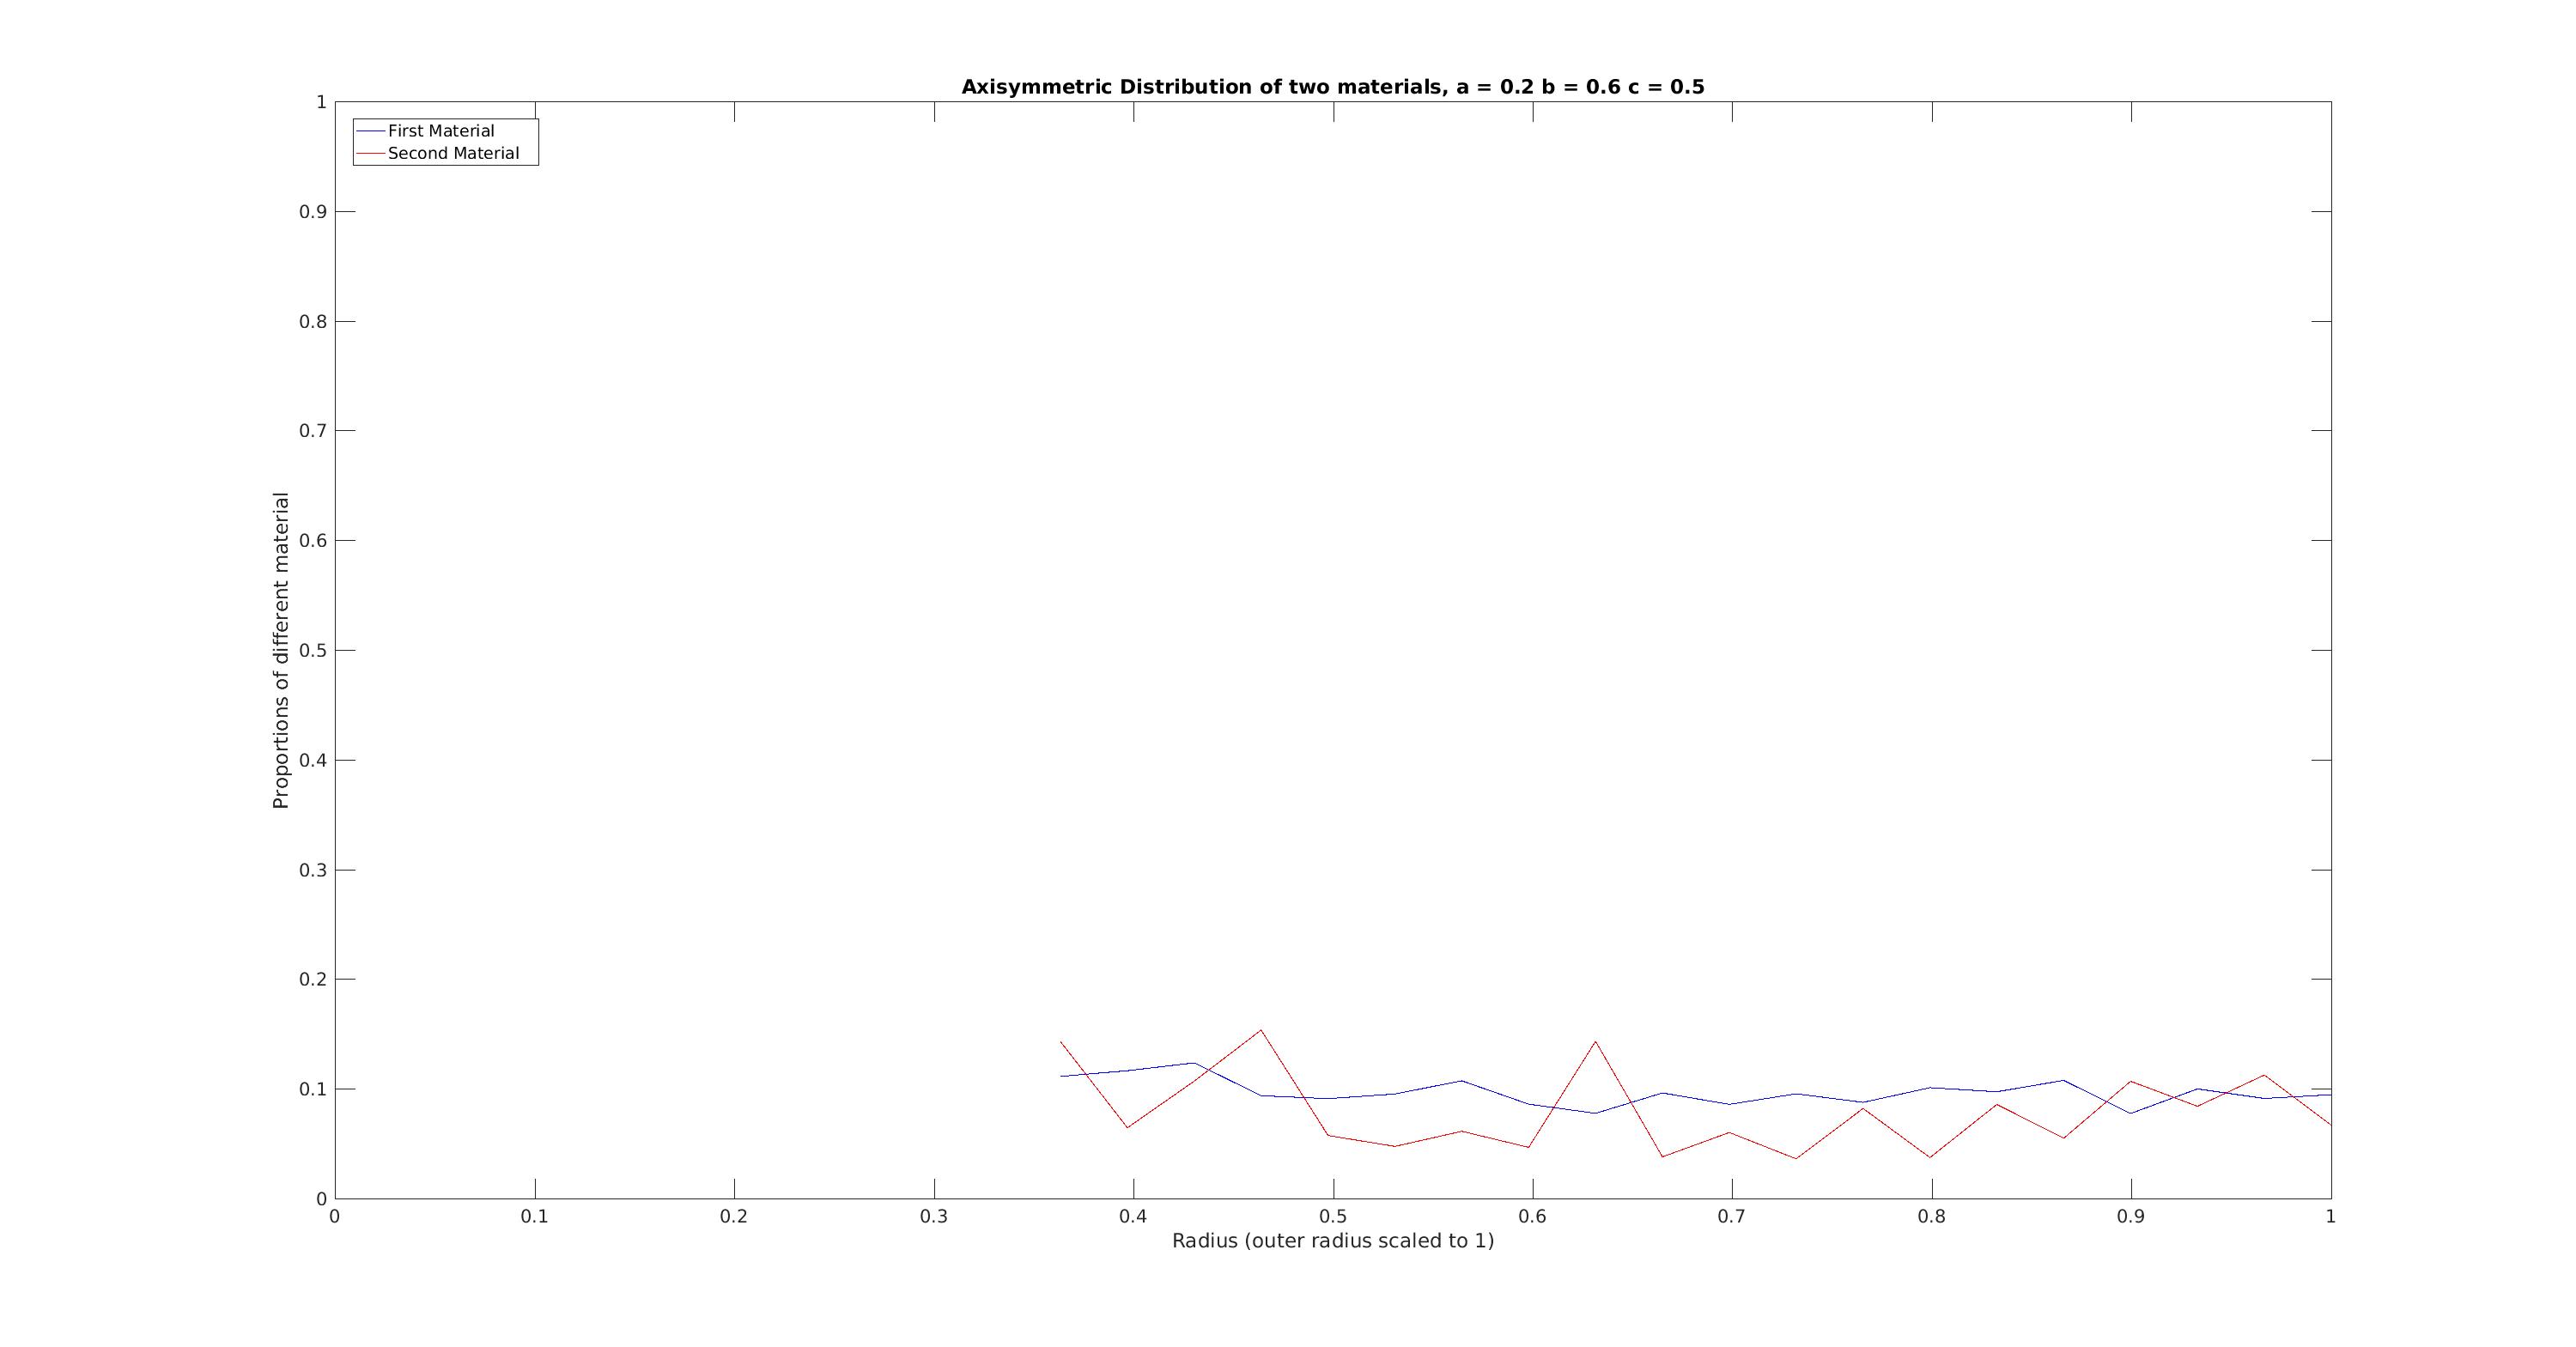 Axisymmetric Distribution of two materials, a = 0.2 b = 0.6 c = 0.5
First Material
Second Material
Proportions of different material
1
0.9
0.8
0.7
0.6
0.5
0.4
0.3
0.2
0.1
0
0 0.1 0.2 0.3 0.4 0.5 0.6 0.7 0.8 0.9 1
Radius (outer radius scaled to 1)